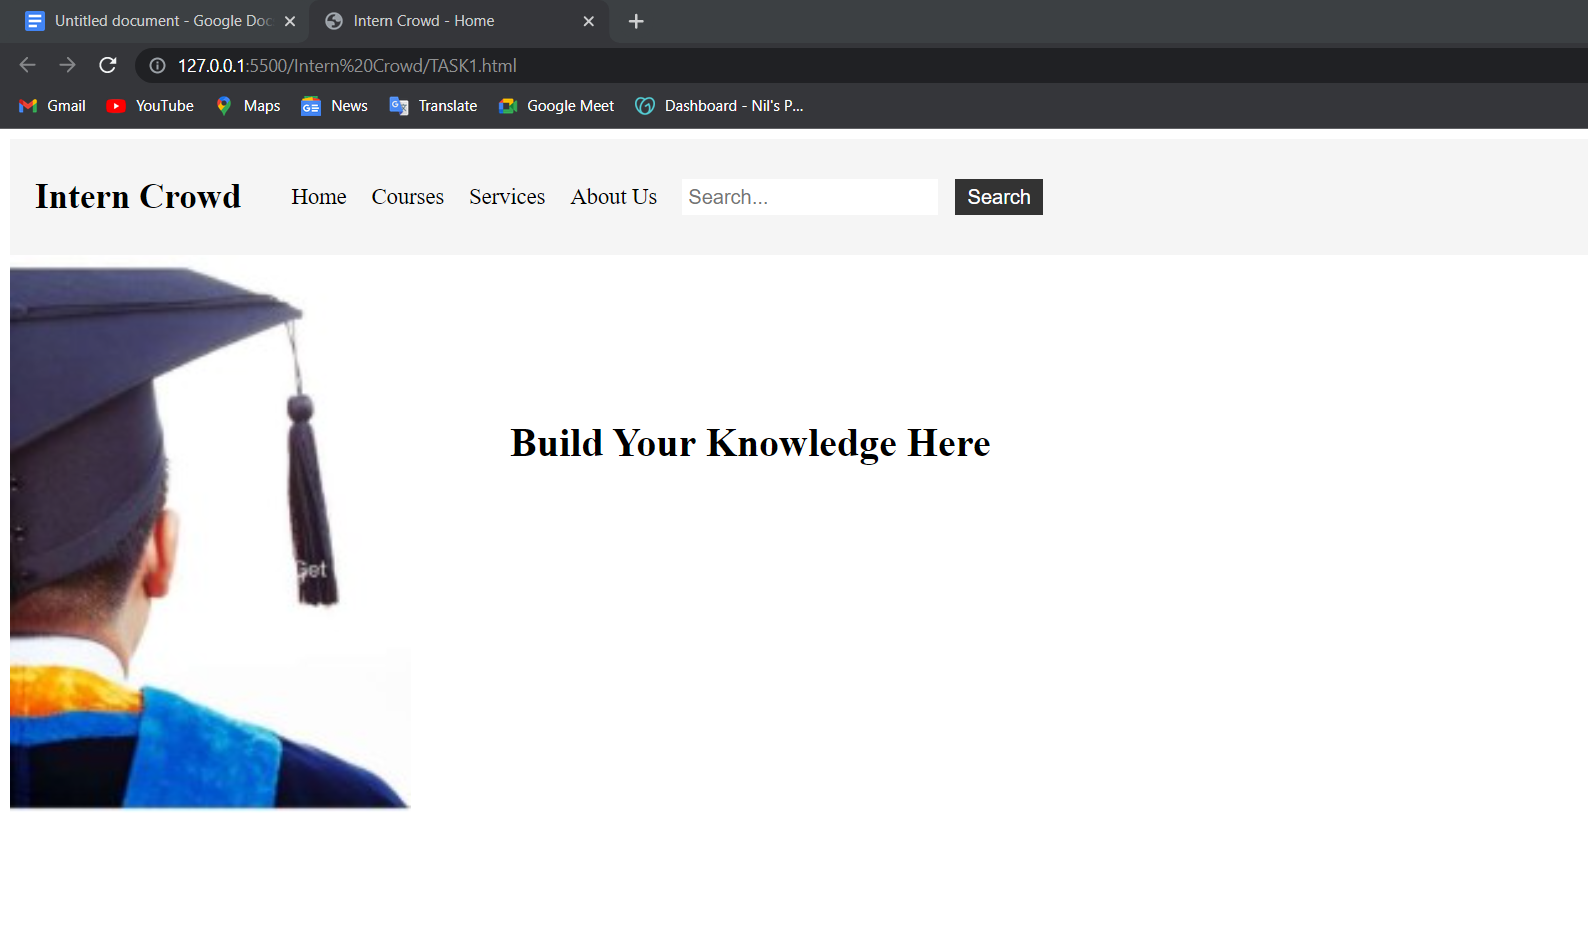 Untitled document - Google Doc
Intern Crowd - Home
127.0.0.1:5500/Intern%20Crowd/TASK1.html
Gmail
YouTube
Maps
News
Translate
Google Meet
Dashboard - Nil's P...
Intern Crowd
Home
Courses
Services
About Us
Search...
Search
Build Your Knowledge Here
Get